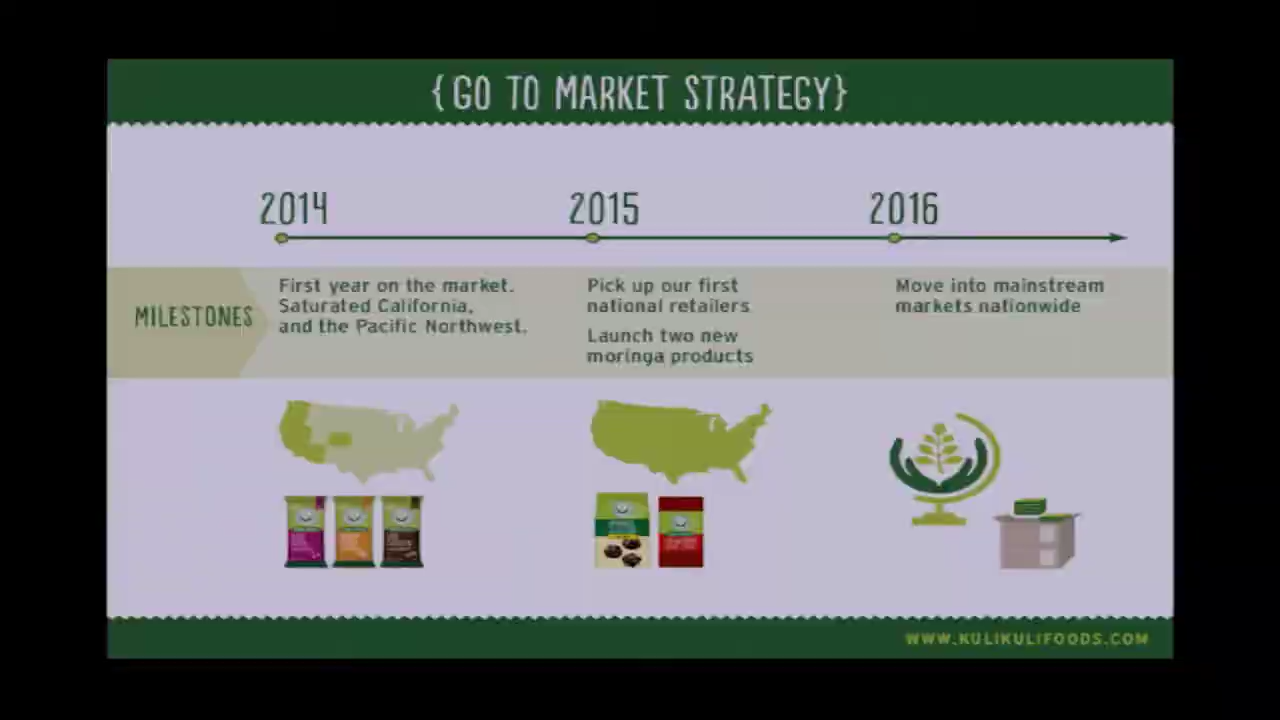 {GO TO MARKET STRATEGY}
2014
2015
2016
MILESTONES
First year on the market.
Saturated California,
and the Pacific Northwest.
Pick up our first
national retailers
Launch two new
moringa products
Move into mainstream
markets nationwide
WWW.KULIKULIFOODS.COM